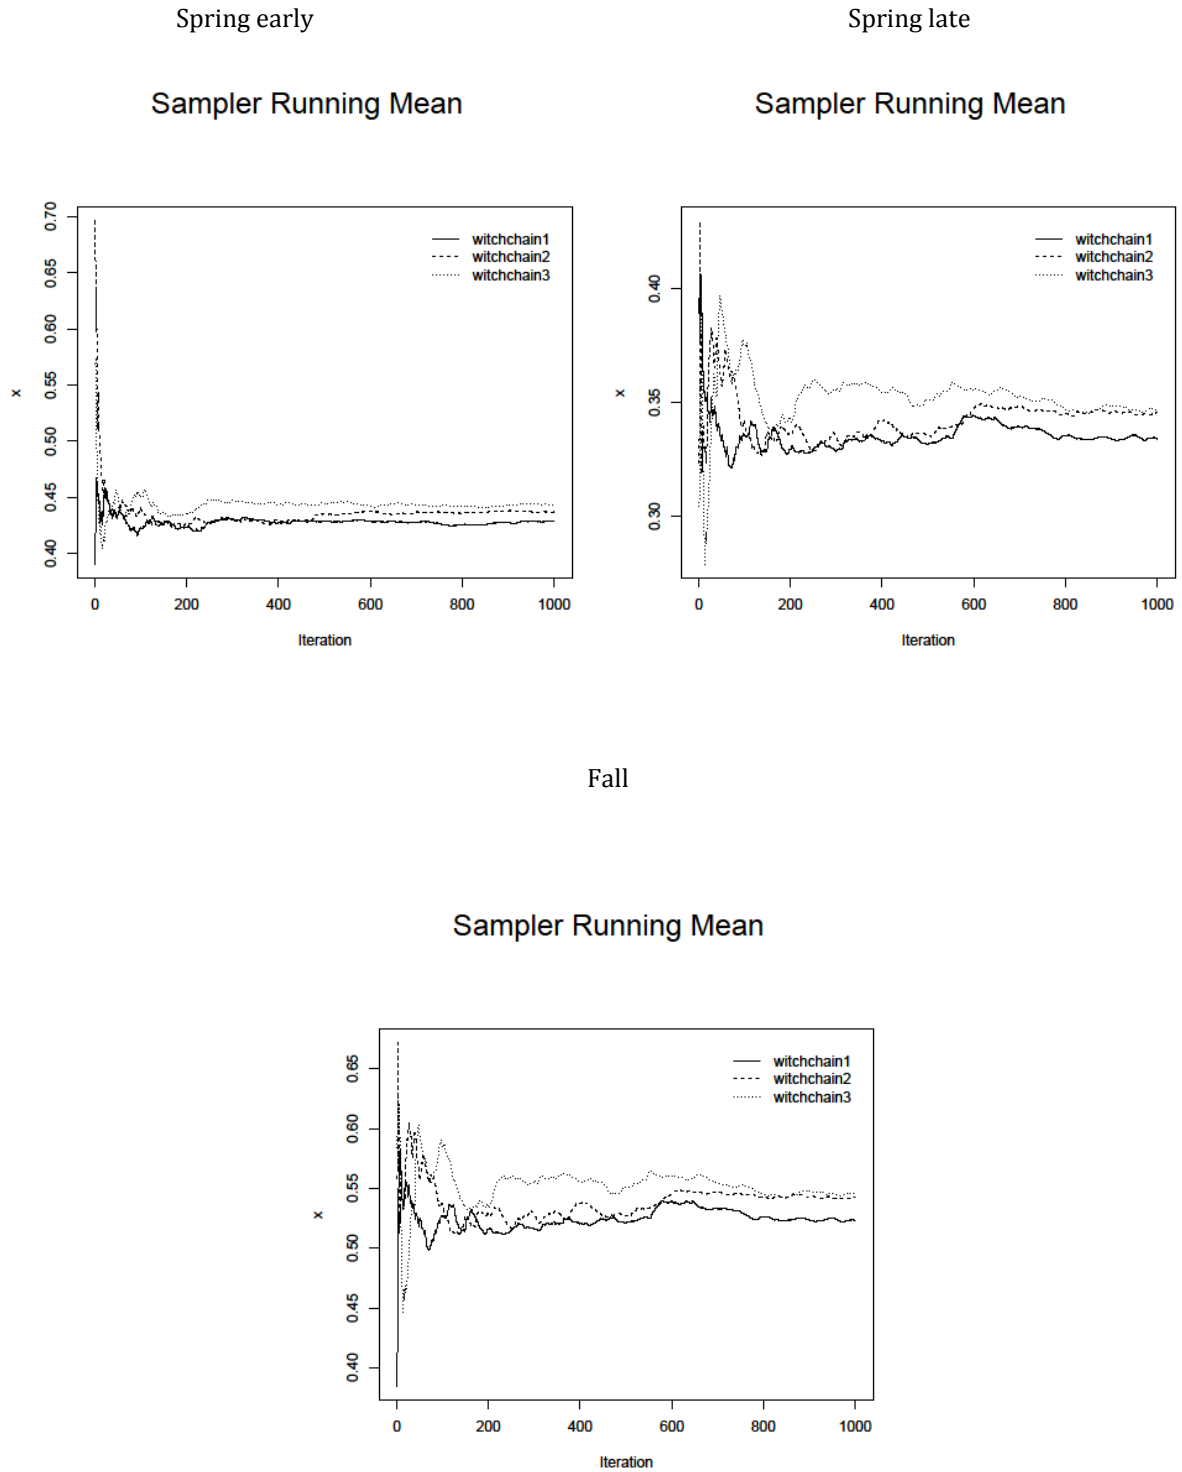 Spring early
Spring late
Sampler Running Mean
Sampler Running Mean
0.70
0.65
0.60
0.55
0.50
0.45
0.40
x
witchchain1
witchchain2
witchchain3
0 200 400 600 800 1000
Iteration
0.40
0.35
0.30
x
witchchain1
witchchain2
witchchain3
0 200 400 600 800 1000
Iteration
Fall
Sampler Running Mean
0.65
0.60
0.55
0.50
0.45
0.40
x
witchchain1
witchchain2
witchchain3
0 200 400 600 800 1000
Iteration